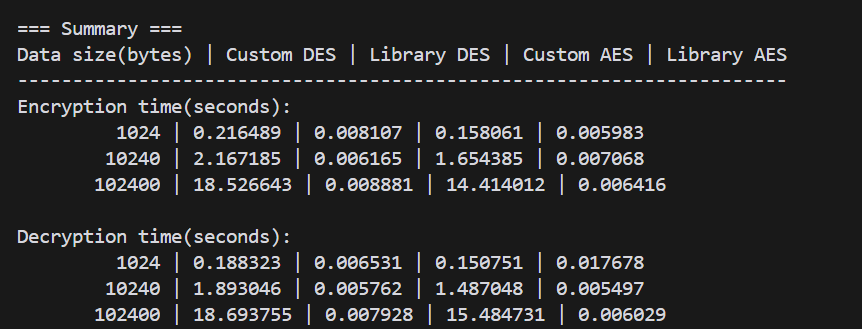 === Summary ===
Data size(bytes) | Custom DES | Library DES | Custom AES | Library AES
----------------------------------------------------------------------
Encryption time(seconds):
1024 | 0.216489 | 0.008107 | 0.158061 | 0.005983
10240 | 2.167185 | 0.006165 | 1.654385 | 0.007068
102400 | 18.526643 | 0.008881 | 14.414012 | 0.006416
Decryption time(seconds):
1024 | 0.188323 | 0.006531 | 0.150751 | 0.017678
10240 | 1.893046 | 0.005762 | 1.487048 | 0.005497
102400 | 18.693755 | 0.007928 | 15.484731 | 0.006029